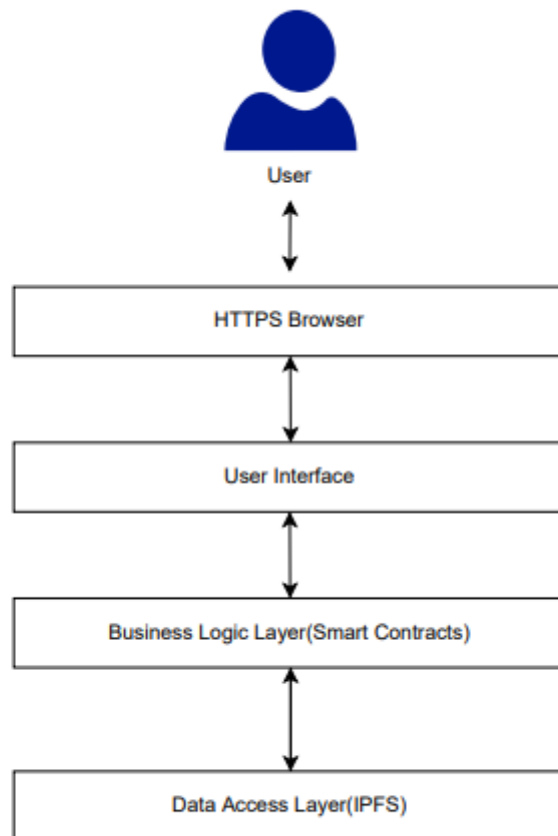 User
HTTPS Browser
User Interface
Business Logic Layer(Smart Contracts)
Data Access Layer(IPFS)